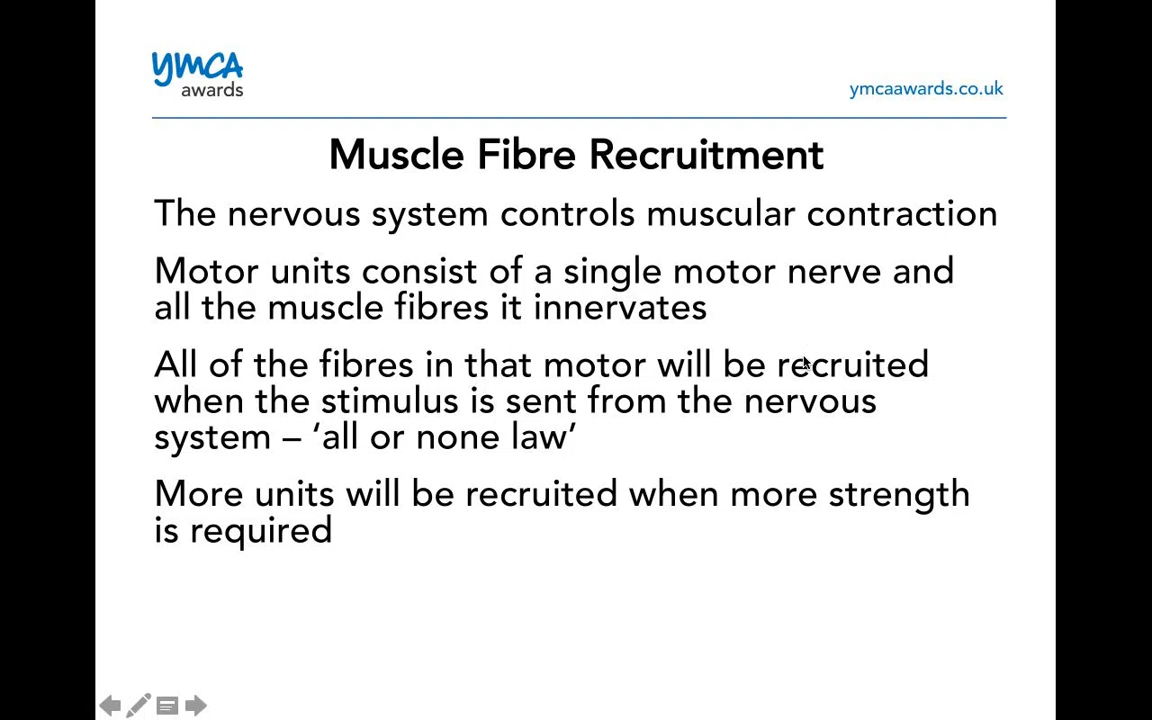 ymca
awards
ymcaawards.co.uk
Muscle Fibre Recruitment
The nervous system controls muscular contraction
Motor units consist of a single motor nerve and
all the muscle fibres it innervates
All of the fibres in that motor will be recruited
when the stimulus is sent from the nervous
system – ‘all or none law’
More units will be recruited when more strength
is required